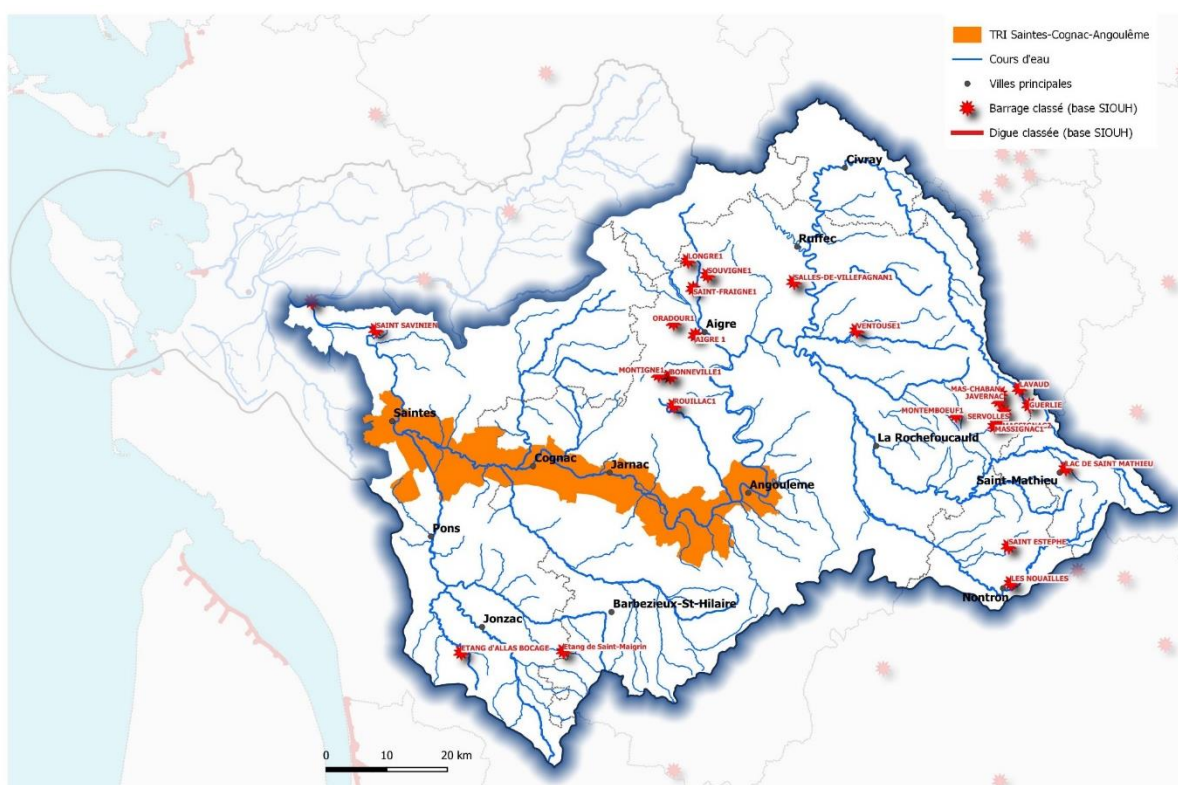 TRI Saintes-Cognac-Angoulême
Cours d'eau
Villes principales
Barrage classé (base SIOUH)
Digue classée (base SIOUH)
Civray
Ruffec
LONGRE1
SOUVIGNE1
SALLES-DE-VILLEFAGNAN1
SAINT-FRAIGNE1
ORADOUR1
Aigre
AIGRE 1
VENTOUSE1
SAINT SAVINIEN
MONTIGNE1
BONNEVILLE1
ROUILLAC1
MAS-CHABAN
LAVAUD
JAVERNAC
GUERLIE
MONTEMBOEUF1
SERVOLLES
MASSIGNAC1
Saintes
La Rochefoucauld
Cognac
Jarnac
LAC DE SAINT MATHIEU
Saint-Mathieu
Angouleme
Pons
SAINT ESTEPHE
LES NOUAILLES
Nontron
Barbezieux-St-Hilaire
Jonzac
ETANG d'ALLAS BOCAGE
Etang de Saint-Maigrin
0 10 20 km